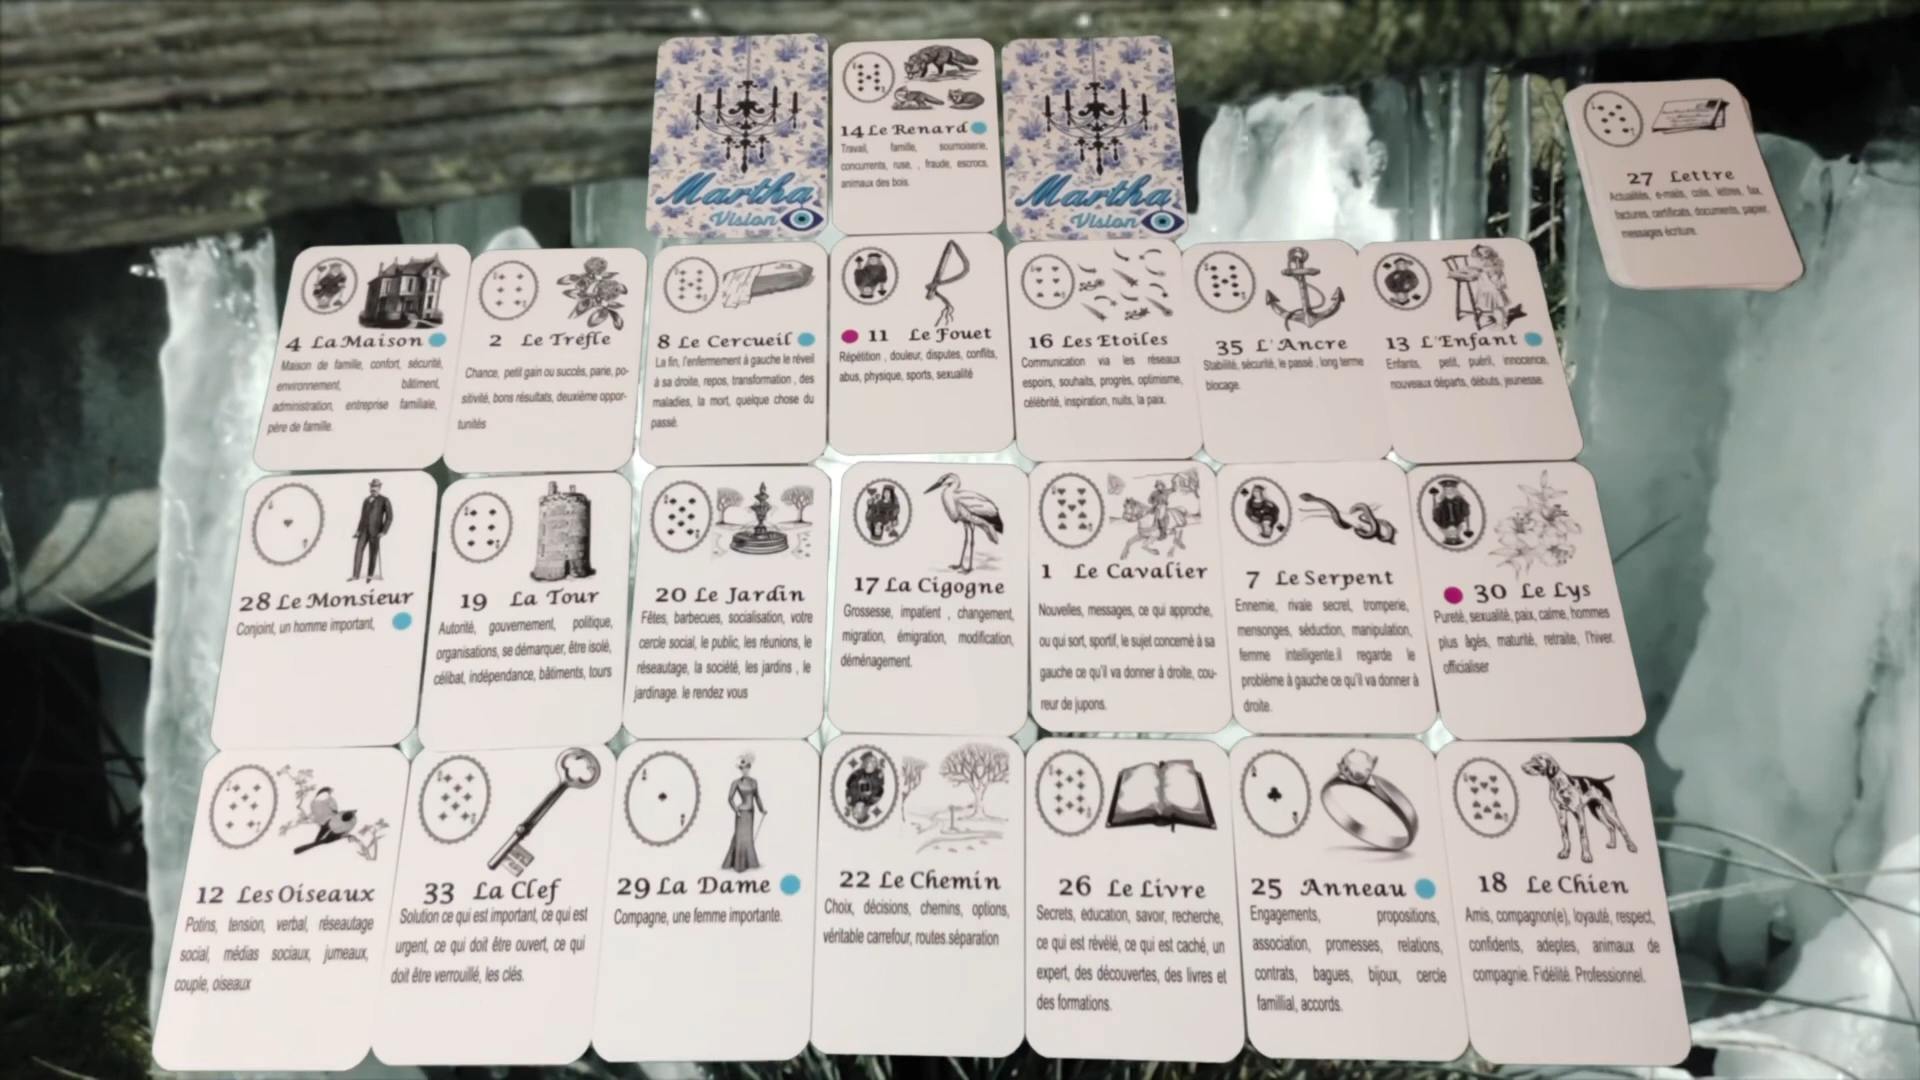 Martha
Vision
14 Le Renard
Travail, famille, sournoiserie,
concurrents, ruse, , fraude, escrocs,
animaux des bois.
Martha
Vision
27 Lettre
Actualités, e-mails, colis, lettres, fax,
factures, certificats, documents, papier,
messages écriture.
4 La Maison
Maison de famille, confort, sécurité,
environnement, bâtiment,
administration, entreprise familiale,
père de famille.
2 Le Trèfle
Chance, petit gain ou succès, parie, po-
sitivité, bons résultats, deuxième oppor-
tunités
8 Le Cercueil
La fin, l'enfermement à gauche le réveil
à sa droite, repos, transformation , des
maladies, la mort, quelque chose du
passé.
11 Le Fouet
Répétition , douleur, disputes, conflits,
abus, physique, sports, sexualité
16 Les Etoiles
Communication via les réseaux
espoirs, souhaits, progrès, optimisme,
célébrité, inspiration, nuits, la paix.
35 L'Ancre
Stabilité, sécurité, le passé , long terme
blocage.
13 L'Enfant
Enfants, petit, puéril, innocence,
nouveaux départs, débuts, jeunesse.
28 Le Monsieur
Conjoint, un homme important,
19 La Tour
Autorité, gouvernement, politique,
organisations, se démarquer, être isolé,
célibat, indépendance, bâtiments, tours
20 Le Jardin
Fêtes, barbecues, socialisation, votre
cercle social, le public, les réunions, le
réseautage, la société, les jardins , le
jardinage. le rendez vous
17 La Cigogne
Grossesse, impatient , changement,
migration, émigration, modification,
déménagement.
1 Le Cavalier
Nouvelles, messages, ce qui approche,
ou qui sort, sportif, le sujet concerné à sa
gauche ce qu'il va donner à droite, cou-
reur de jupons.
7 Le Serpent
Ennemie, rivale secret, tromperie,
mensonges, séduction, manipulation,
femme intelligente.il regarde le
problème à gauche ce qu'il va donner à
droite.
30 Le Lys
Pureté, sexualité, paix, calme, hommes
plus âgés, maturité, retraite, l'hiver.
officialiser
12 Les Oiseaux
Potins, tension, verbal, réseautage
social, médias sociaux, jumeaux,
couple, oiseaux
33 La Clef
Solution ce qui est important, ce qui est
urgent, ce qui doit être ouvert, ce qui
doit être verrouillé, les clés.
29 La Dame
Compagne, une femme importante.
22 Le Chemin
Choix, décisions, chemins, options,
véritable carrefour, routes.séparation
26 Le Livre
Secrets, éducation, savoir, recherche,
ce qui est révélé, ce qui est caché, un
expert, des découvertes, des livres et
des formations.
25 Anneau
Engagements, propositions,
association, promesses, relations,
contrats, bagues, bijoux, cercle
famillial, accords.
18 Le Chien
Amis, compagnon(e), loyauté, respect,
confidents, adeptes, animaux de
compagnie. Fidélité. Professionnel.